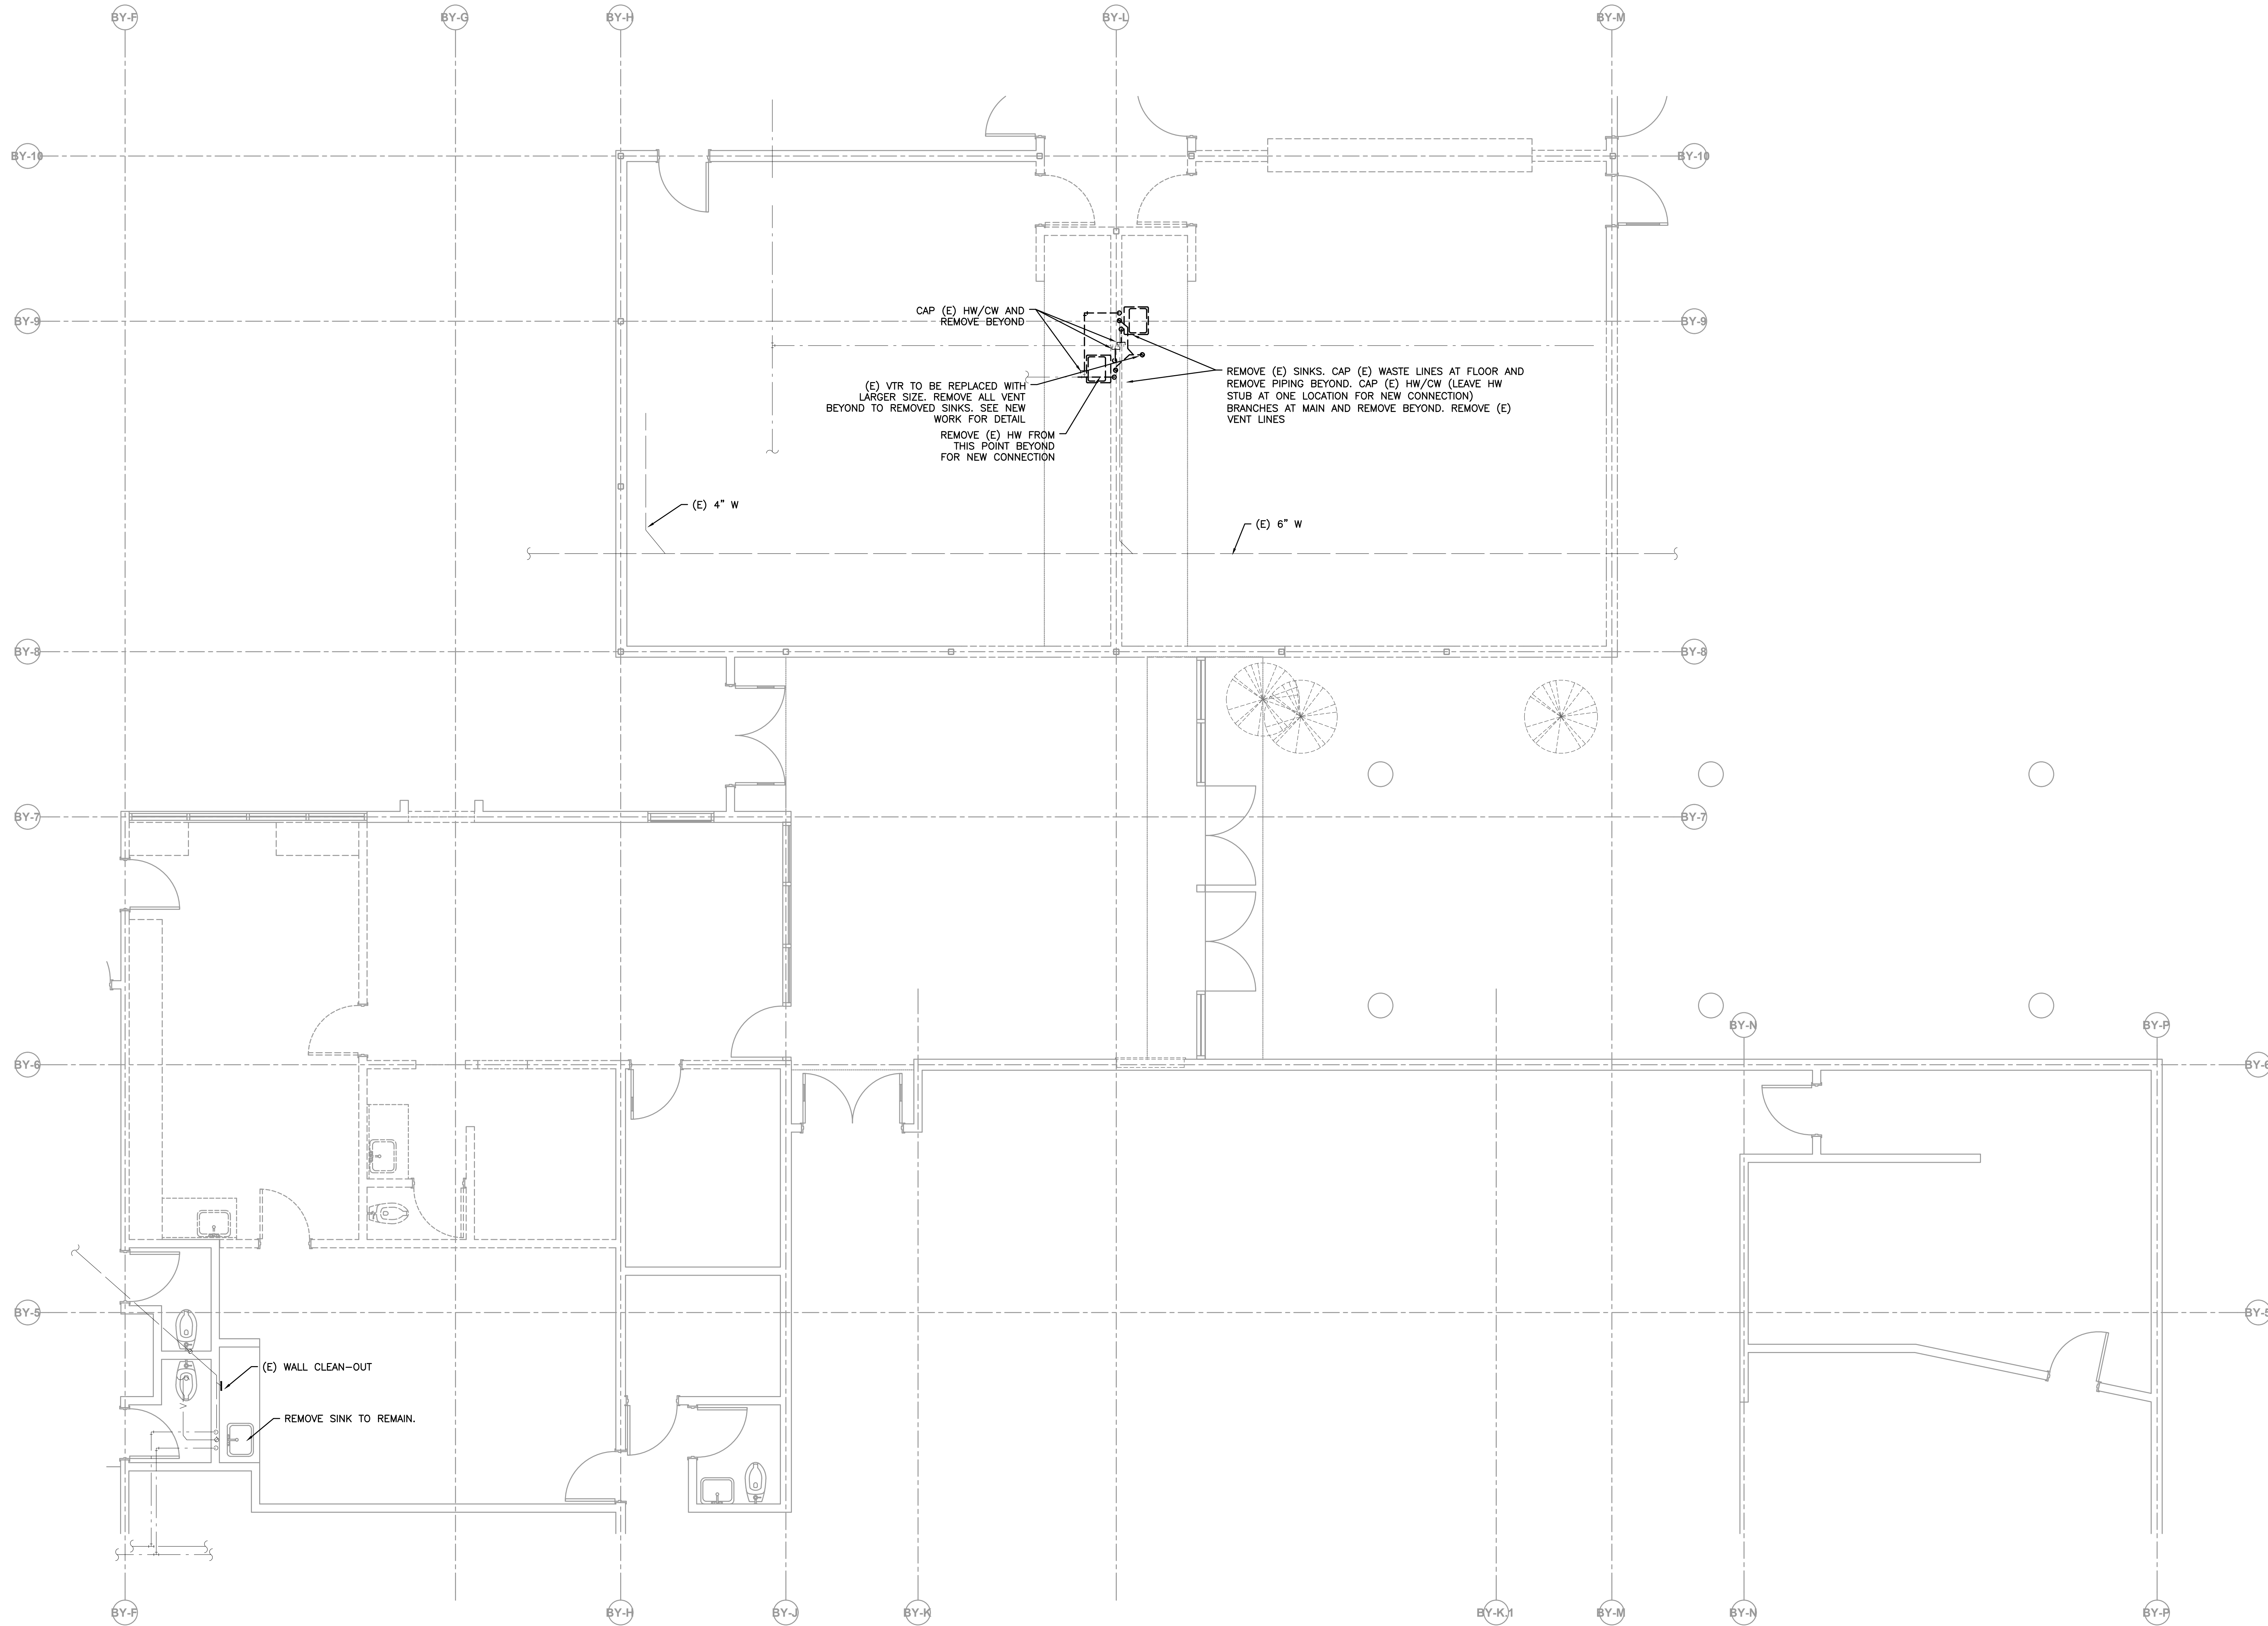 BY-F
BY-G
BY-H
BY-L
BY-M
BY-10
BY-10
BY-9
BY-9
CAP (E) HW/CW AND
REMOVE BEYOND
(E) VTR TO BE REPLACED WITH
LARGER SIZE. REMOVE ALL VENT
BEYOND TO REMOVED SINKS. SEE NEW
WORK FOR DETAIL
REMOVE (E) HW FROM
THIS POINT BEYOND
FOR NEW CONNECTION
REMOVE (E) SINKS. CAP (E) WASTE LINES AT FLOOR AND
REMOVE PIPING BEYOND. CAP (E) HW/CW (LEAVE HW
STUB AT ONE LOCATION FOR NEW CONNECTION)
BRANCHES AT MAIN AND REMOVE BEYOND. REMOVE (E)
VENT LINES
(E) 4" W
(E) 6" W
BY-8
BY-8
BY-7
BY-7
BY-N
BY-P
BY-6
BY-6
BY-5
BY-5
(E) WALL CLEAN-OUT
REMOVE SINK TO REMAIN.
BY-F
BY-H
BY-J
BY-K
BY-K.1
BY-M
BY-N
BY-P